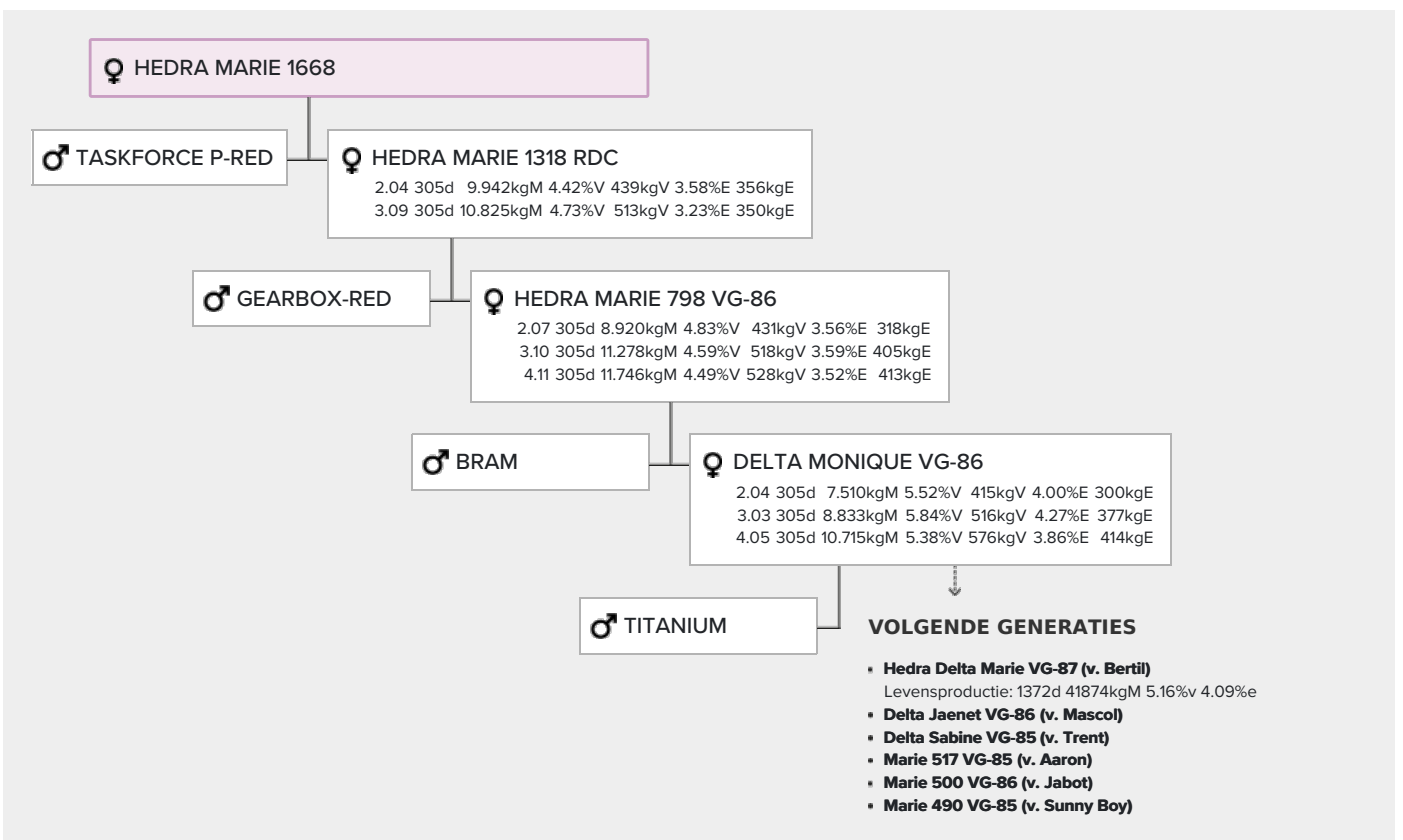 HEDRA MARIE 1668
TASKFORCE P-RED
HEDRA MARIE 1318 RDC
2.04 305d 9.942kgM 4.42%V 439kgV 3.58%E 356kgE
3.09 305d 10.825kgM 4.73%V 513kgV 3.23%E 350kgE
GEARBOX-RED
HEDRA MARIE 798 VG-86
2.07 305d 8.920kgM 4.83%V 431kgV 3.56%E 318kgE
3.10 305d 11.278kgM 4.59%V 518kgV 3.59%E 405kgE
4.11 305d 11.746kgM 4.49%V 528kgV 3.52%E 413kgE
BRAM
DELTA MONIQUE VG-86
2.04 305d 7.510kgM 5.52%V 415kgV 4.00%E 300kgE
3.03 305d 8.833kgM 5.84%V 516kgV 4.27%E 377kgE
4.05 305d 10.715kgM 5.38%V 576kgV 3.86%E 414kgE
TITANIUM
VOLGENDE GENERATIES
▪ Hedra Delta Marie VG-87 (v. Bertil)
Levensproductie: 1372d 41874kgM 5.16%v 4.09%e
▪ Delta Jaenet VG-86 (v. Mascol)
▪ Delta Sabine VG-85 (v. Trent)
▪ Marie 517 VG-85 (v. Aaron)
▪ Marie 500 VG-86 (v. Jabot)
▪ Marie 490 VG-85 (v. Sunny Boy)